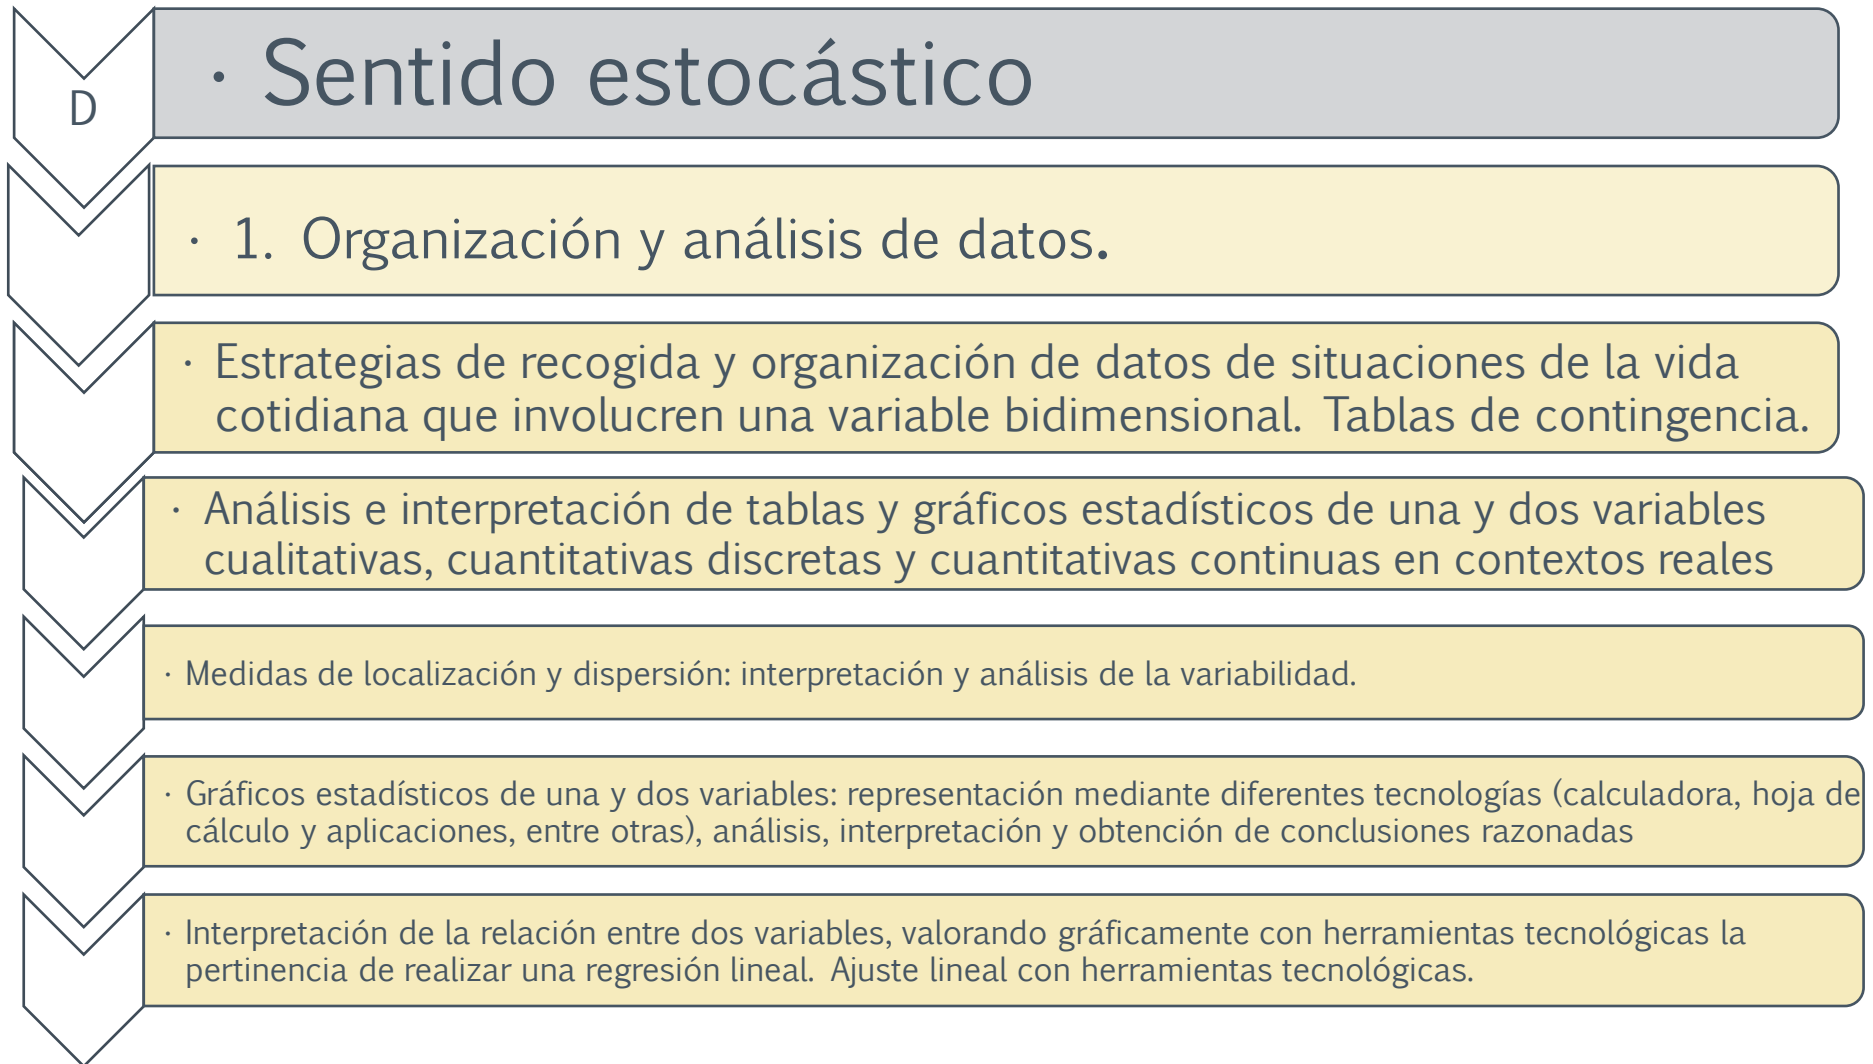 D
· Sentido estocástico
· 1. Organización y análisis de datos.
· Estrategias de recogida y organización de datos de situaciones de la vida
cotidiana que involucren una variable bidimensional. Tablas de contingencia.
· Análisis e interpretación de tablas y gráficos estadísticos de una y dos variables
cualitativas, cuantitativas discretas y cuantitativas continuas en contextos reales
· Medidas de localización y dispersión: interpretación y análisis de la variabilidad.
· Gráficos estadísticos de una y dos variables: representación mediante diferentes tecnologías (calculadora, hoja de
cálculo y aplicaciones, entre otras), análisis, interpretación y obtención de conclusiones razonadas
· Interpretación de la relación entre dos variables, valorando gráficamente con herramientas tecnológicas la
pertinencia de realizar una regresión lineal. Ajuste lineal con herramientas tecnológicas.